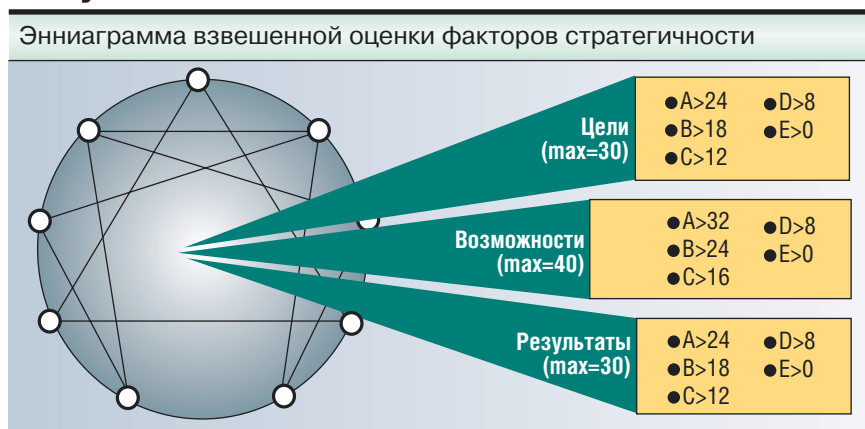 Энниаграмма взвешенной оценки факторов стратегичности
Цели
(max=30)
●A>24 ●D>8
●B>18 ●E>0
●C>12
Возможности
(max=40)
●A>32 ●D>8
●B>24 ●E>0
●C>16
Результаты
(max=30)
●A>24 ●D>8
●B>18 ●E>0
●C>12